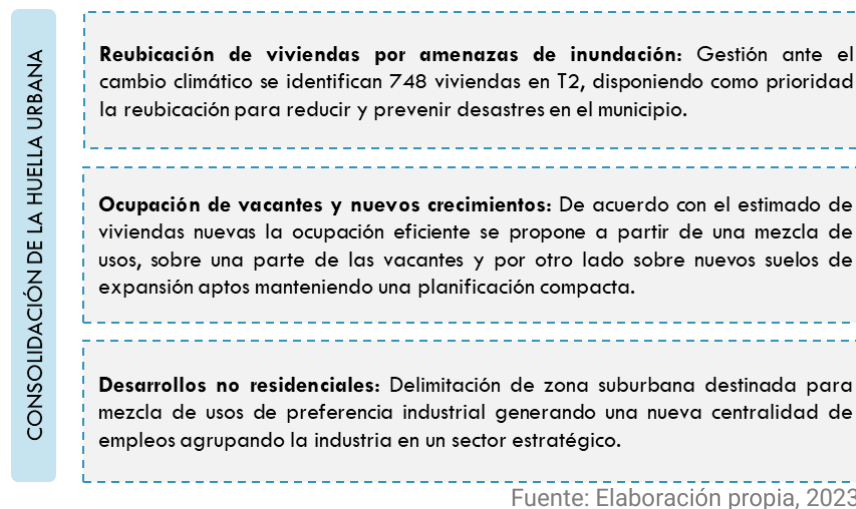 CONSOLIDACIÓN DE LA HUELLA URBANA
Reubicación de viviendas por amenazas de inundación: Gestión ante el
cambio climático se identifican 748 viviendas en T2, disponiendo como prioridad
la reubicación para reducir y prevenir desastres en el municipio.
Ocupación de vacantes y nuevos crecimientos: De acuerdo con el estimado de
viviendas nuevas la ocupación eficiente se propone a partir de una mezcla de
usos, sobre una parte de las vacantes y por otro lado sobre nuevos suelos de
expansión aptos manteniendo una planificación compacta.
Desarrollos no residenciales: Delimitación de zona suburbana destinada para
mezcla de usos de preferencia industrial generando una nueva centralidad de
empleos agrupando la industria en un sector estratégico.
Fuente: Elaboración propia, 2023